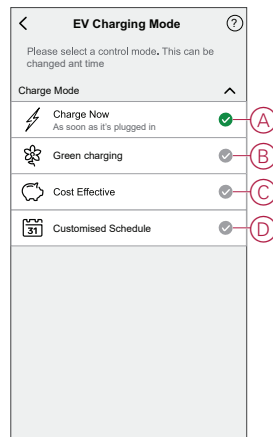 EV Charging Mode ?
Please select a control mode. This can be
changed ant time
Charge Mode
Charge Now
As soon as it's plugged in
A
Green charging
B
Cost Effective
C
31 Customised Schedule
D